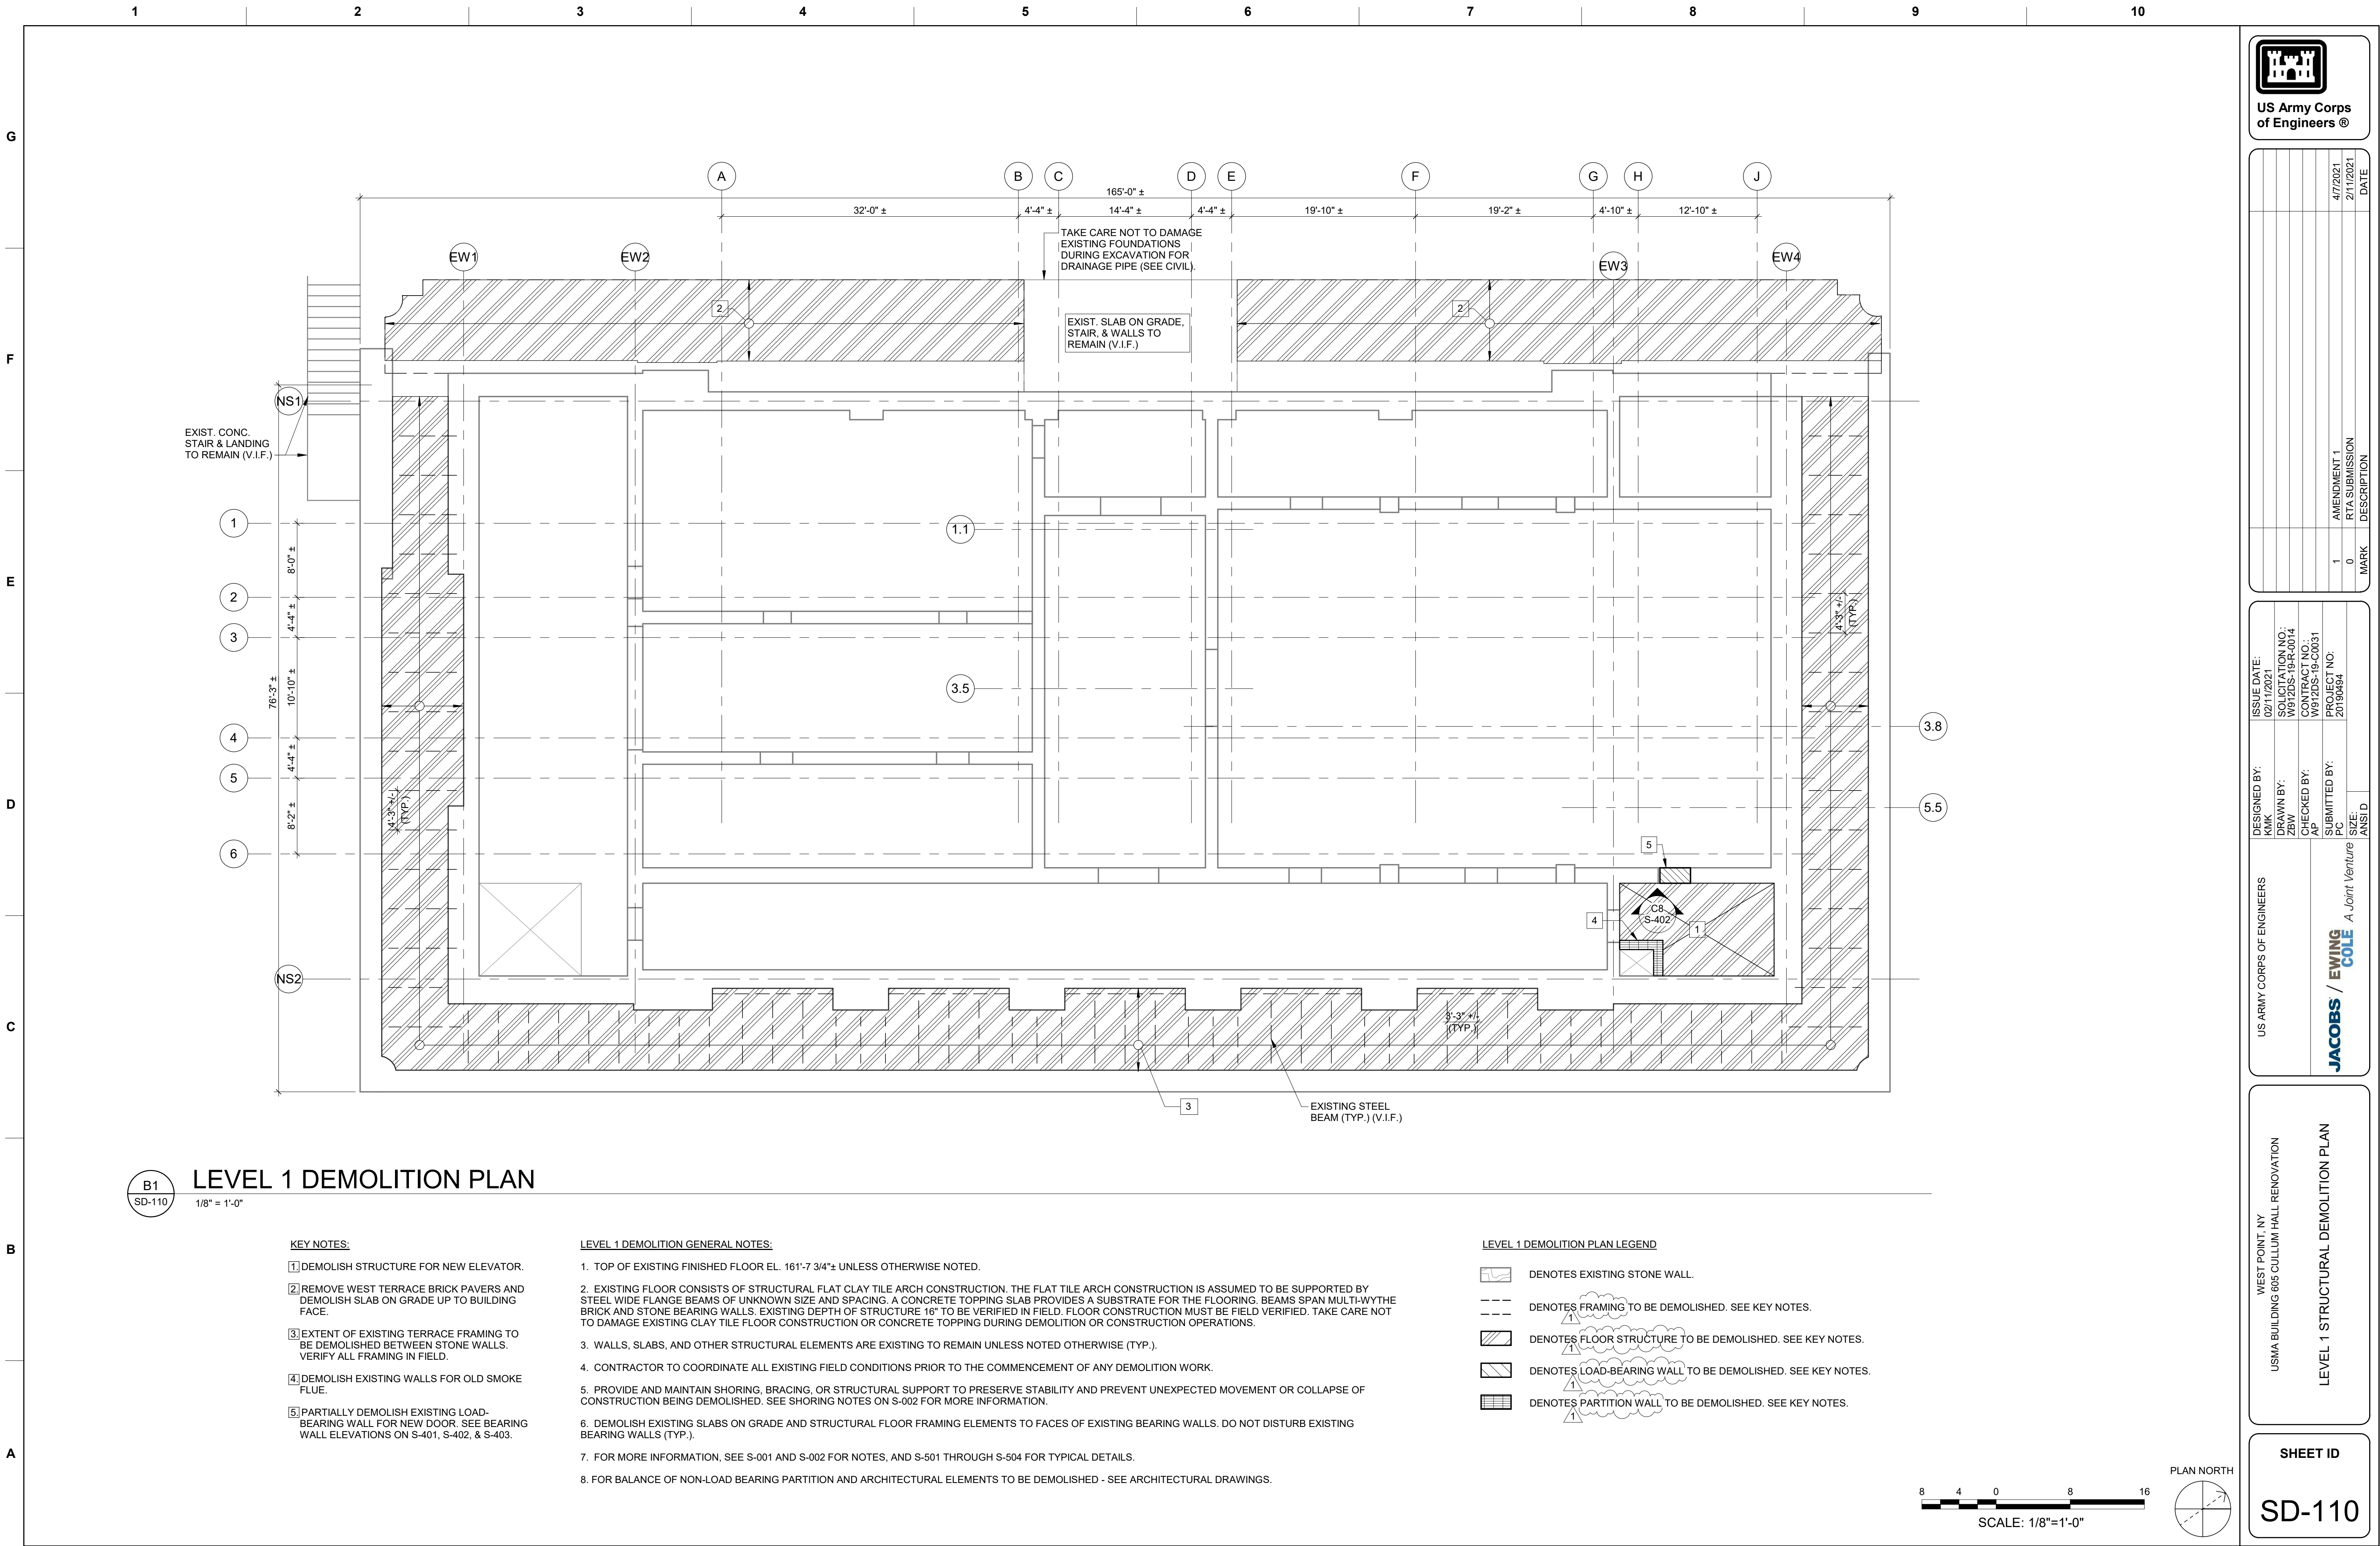 1 2 3 4 5 6 7 8 9 10
G
F
E
D
C
B
A
A B C D E F G H J
165'-0" ±
32'-0" ± 4'-4" ± 14'-4" ± 4'-4" ± 19'-10" ± 19'-2" ± 4'-10" ± 12'-10" ±
TAKE CARE NOT TO DAMAGE
EXISTING FOUNDATIONS
DURING EXCAVATION FOR
DRAINAGE PIPE (SEE CIVIL).
EW1 EW2 EW3 EW4
2 2
EXIST. SLAB ON GRADE,
STAIR, & WALLS TO
REMAIN (V.I.F.)
NS1
EXIST. CONC.
STAIR & LANDING
TO REMAIN (V.I.F.)
1
1.1
8'-0" ±
2
4'-4" ±
4'-3" +/-
(TYP.)
3
76'-3" ±
10'-10" ±
3.5
3.8
4
4'-4" ±
5
4'-3" +/-
(TYP.)
5.5
8'-2" ±
6
5
C8
S-402
4
1
NS2
3'-3" +/-
(TYP.)
3
EXISTING STEEL
BEAM (TYP.) (V.I.F.)
B1
SD-110
LEVEL 1 DEMOLITION PLAN
1/8" = 1'-0"
KEY NOTES:
1. DEMOLISH STRUCTURE FOR NEW ELEVATOR.
2. REMOVE WEST TERRACE BRICK PAVERS AND
DEMOLISH SLAB ON GRADE UP TO BUILDING
FACE.
3. EXTENT OF EXISTING TERRACE FRAMING TO
BE DEMOLISHED BETWEEN STONE WALLS.
VERIFY ALL FRAMING IN FIELD.
4. DEMOLISH EXISTING WALLS FOR OLD SMOKE
FLUE.
5. PARTIALLY DEMOLISH EXISTING LOAD-
BEARING WALL FOR NEW DOOR. SEE BEARING
WALL ELEVATIONS ON S-401, S-402, & S-403.
LEVEL 1 DEMOLITION GENERAL NOTES:
1. TOP OF EXISTING FINISHED FLOOR EL. 161'-7 3/4"± UNLESS OTHERWISE NOTED.
2. EXISTING FLOOR CONSISTS OF STRUCTURAL FLAT CLAY TILE ARCH CONSTRUCTION. THE FLAT TILE ARCH CONSTRUCTION IS ASSUMED TO BE SUPPORTED BY
STEEL WIDE FLANGE BEAMS OF UNKNOWN SIZE AND SPACING. A CONCRETE TOPPING SLAB PROVIDES A SUBSTRATE FOR THE FLOORING. BEAMS SPAN MULTI-WYTHE
BRICK AND STONE BEARING WALLS. EXISTING DEPTH OF STRUCTURE 16" TO BE VERIFIED IN FIELD. FLOOR CONSTRUCTION MUST BE FIELD VERIFIED. TAKE CARE NOT
TO DAMAGE EXISTING CLAY TILE FLOOR CONSTRUCTION OR CONCRETE TOPPING DURING DEMOLITION OR CONSTRUCTION OPERATIONS.
3. WALLS, SLABS, AND OTHER STRUCTURAL ELEMENTS ARE EXISTING TO REMAIN UNLESS NOTED OTHERWISE (TYP.).
4. CONTRACTOR TO COORDINATE ALL EXISTING FIELD CONDITIONS PRIOR TO THE COMMENCEMENT OF ANY DEMOLITION WORK.
5. PROVIDE AND MAINTAIN SHORING, BRACING, OR STRUCTURAL SUPPORT TO PRESERVE STABILITY AND PREVENT UNEXPECTED MOVEMENT OR COLLAPSE OF
CONSTRUCTION BEING DEMOLISHED. SEE SHORING NOTES ON S-002 FOR MORE INFORMATION.
6. DEMOLISH EXISTING SLABS ON GRADE AND STRUCTURAL FLOOR FRAMING ELEMENTS TO FACES OF EXISTING BEARING WALLS. DO NOT DISTURB EXISTING
BEARING WALLS (TYP.).
7. FOR MORE INFORMATION, SEE S-001 AND S-002 FOR NOTES, AND S-501 THROUGH S-504 FOR TYPICAL DETAILS.
8. FOR BALANCE OF NON-LOAD BEARING PARTITION AND ARCHITECTURAL ELEMENTS TO BE DEMOLISHED - SEE ARCHITECTURAL DRAWINGS.
LEVEL 1 DEMOLITION PLAN LEGEND
DENOTES EXISTING STONE WALL.
DENOTES FRAMING TO BE DEMOLISHED. SEE KEY NOTES.
1
DENOTES FLOOR STRUCTURE TO BE DEMOLISHED. SEE KEY NOTES.
1
DENOTES LOAD-BEARING WALL TO BE DEMOLISHED. SEE KEY NOTES.
1
DENOTES PARTITION WALL TO BE DEMOLISHED. SEE KEY NOTES.
1
8 4 0 8 16
SCALE: 1/8"=1'-0"
PLAN NORTH
US Army Corps
of Engineers ®
1 AMENDMENT 1 4/7/2021
0 RTA SUBMISSION 2/11/2021
MARK DESCRIPTION DATE
DESIGNED BY:
KMK
DRAWN BY:
ZBW
CHECKED BY:
AP
SUBMITTED BY:
PC
SIZE:
ANSI D
ISSUE DATE:
02/11/2021
SOLICITATION NO.:
W912DS-19-R-0014
CONTRACT NO.:
W912DS-19-C0031
PROJECT NO:
20190494
US ARMY CORPS OF ENGINEERS
JACOBS / EWING
COLE
A Joint Venture
WEST POINT, NY
USMA BUILDING 605 CULLUM HALL RENOVATION
LEVEL 1 STRUCTURAL DEMOLITION PLAN
SHEET ID
SD-110